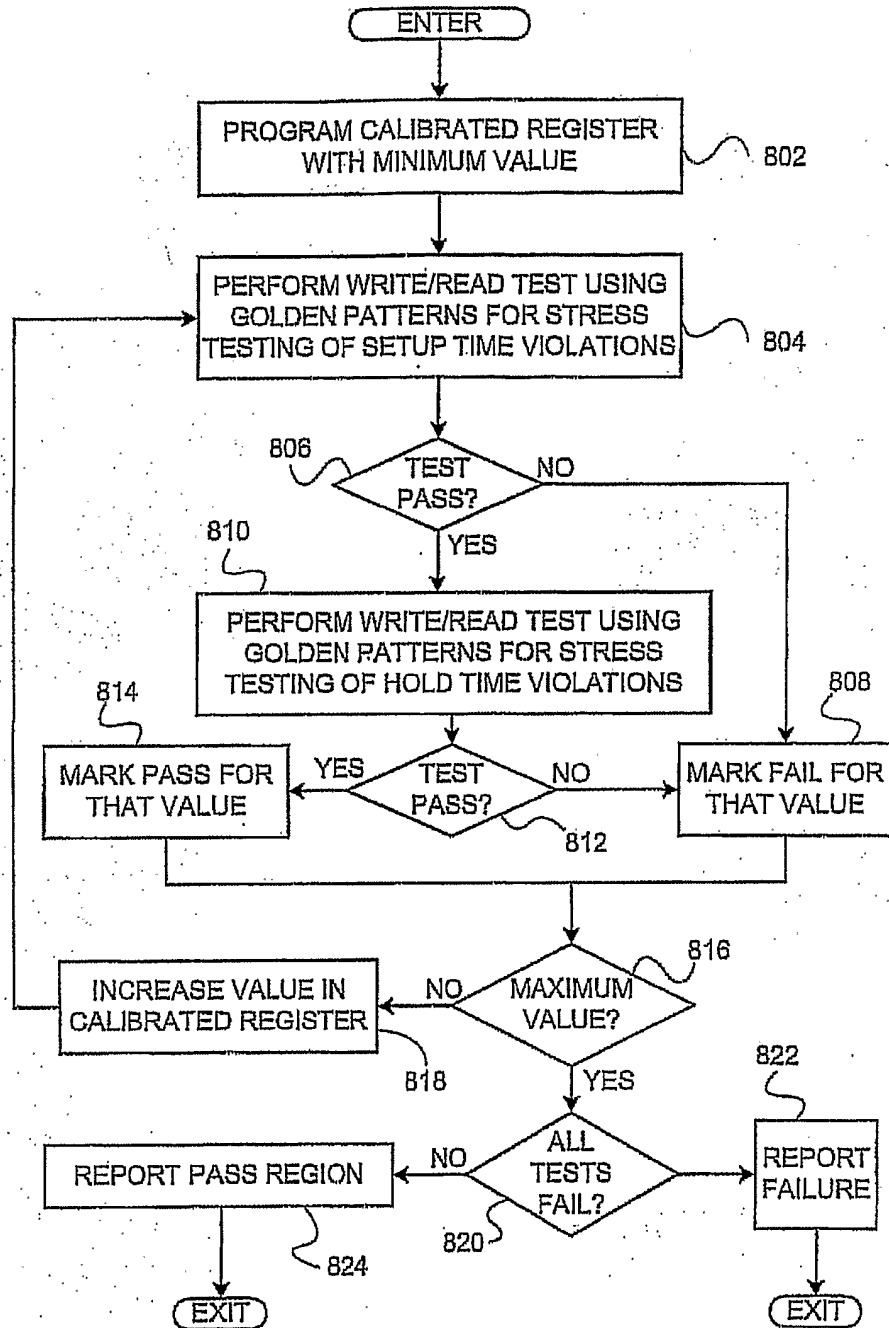 ENTER
PROGRAM CALIBRATED REGISTER
WITH MINIMUM VALUE
802
PERFORM WRITE/READ TEST USING
GOLDEN PATTERNS FOR STRESS
TESTING OF SETUP TIME VIOLATIONS
804
806
TEST
PASS?
NO
YES
810
PERFORM WRITE/READ TEST USING
GOLDEN PATTERNS FOR STRESS
TESTING OF HOLD TIME VIOLATIONS
814
808
MARK PASS FOR
THAT VALUE
YES
TEST
PASS?
NO
812
MARK FAIL FOR
THAT VALUE
816
INCREASE VALUE IN
CALIBRATED REGISTER
NO
MAXIMUM
VALUE?
818
YES
822
REPORT PASS REGION
NO
ALL
TESTS
FAIL?
820
REPORT
FAILURE
824
EXIT
EXIT